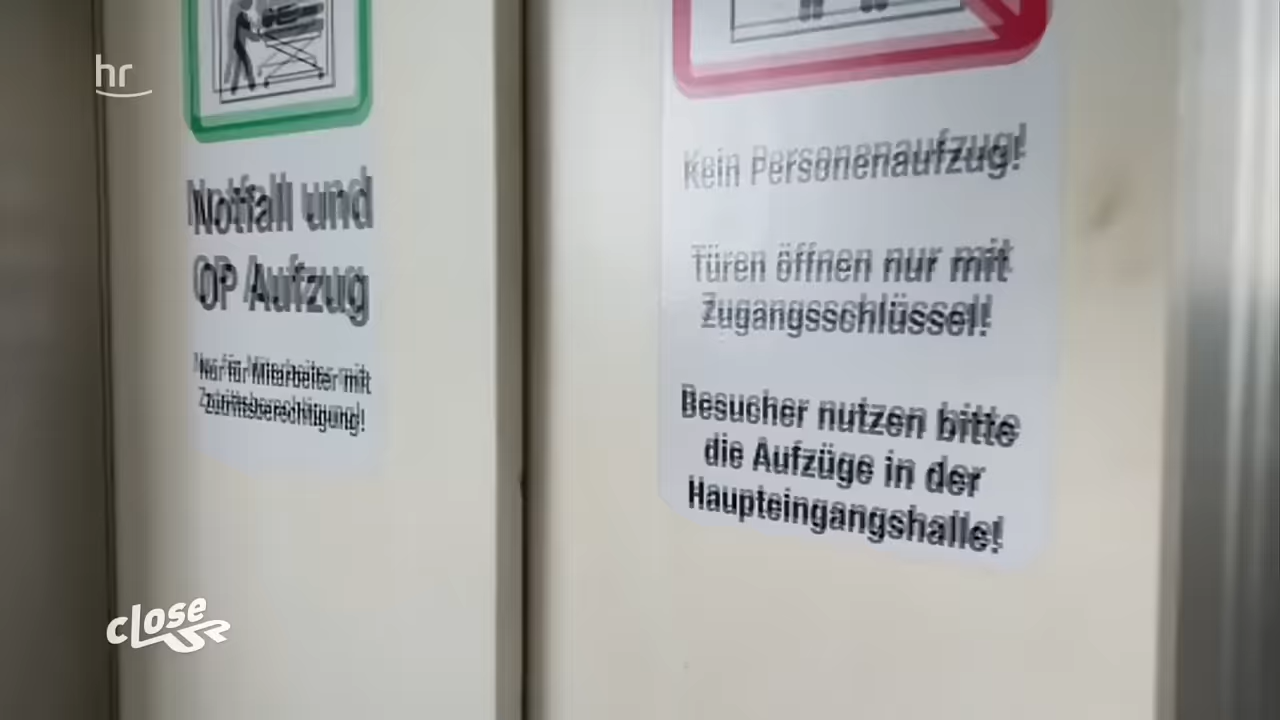 hr
Notfall und
OP Aufzug
Nur für Mitarbeiter mit
Zutrittsberechtigung!
Kein Personenaufzug!
Türen öffnen nur mit
Zugangsschlüssel!
Besucher nutzen bitte
die Aufzüge in der
Haupteingangshalle!
close UP